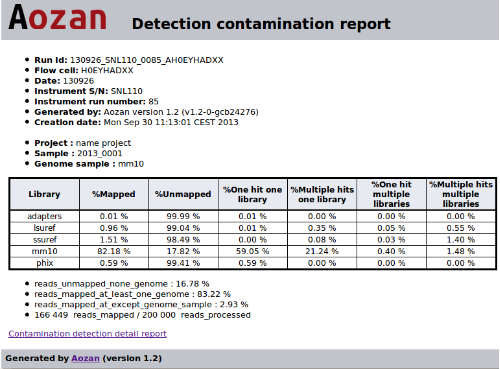 Aozan Detection contamination report
Run Id: 130926_SNL110_0085_AH0EYHADXX
Flow cell: H0EYHADXX
Date: 130926
Instrument S/N: SNL110
Instrument run number: 85
Generated by: Aozan version 1.2 (v1.2-0-gcb24276)
Creation date: Mon Sep 30 11:13:01 CEST 2013
Project : name project
Sample : 2013_0001
Genome sample : mm10
Library %Mapped %Unmapped %One hit one library %Multiple hits one library %One hit multiple libraries %Multiple hits multiple libraries
adapters 0.01 % 99.99 % 0.01 % 0.00 % 0.00 % 0.00 %
lsuref 0.96 % 99.04 % 0.01 % 0.35 % 0.05 % 0.55 %
ssuref 1.51 % 98.49 % 0.00 % 0.08 % 0.03 % 1.40 %
mm10 82.18 % 17.82 % 59.05 % 21.24 % 0.40 % 1.48 %
phix 0.59 % 99.41 % 0.59 % 0.00 % 0.00 % 0.00 %
reads_unmapped_none_genome : 16.78 %
reads_mapped_at_least_one_genome : 83.22 %
reads_mapped_at_except_genome_sample : 2.93 %
166 449 reads_mapped / 200 000 reads_processed
Contamination detection detail report
Generated by Aozan (version 1.2)